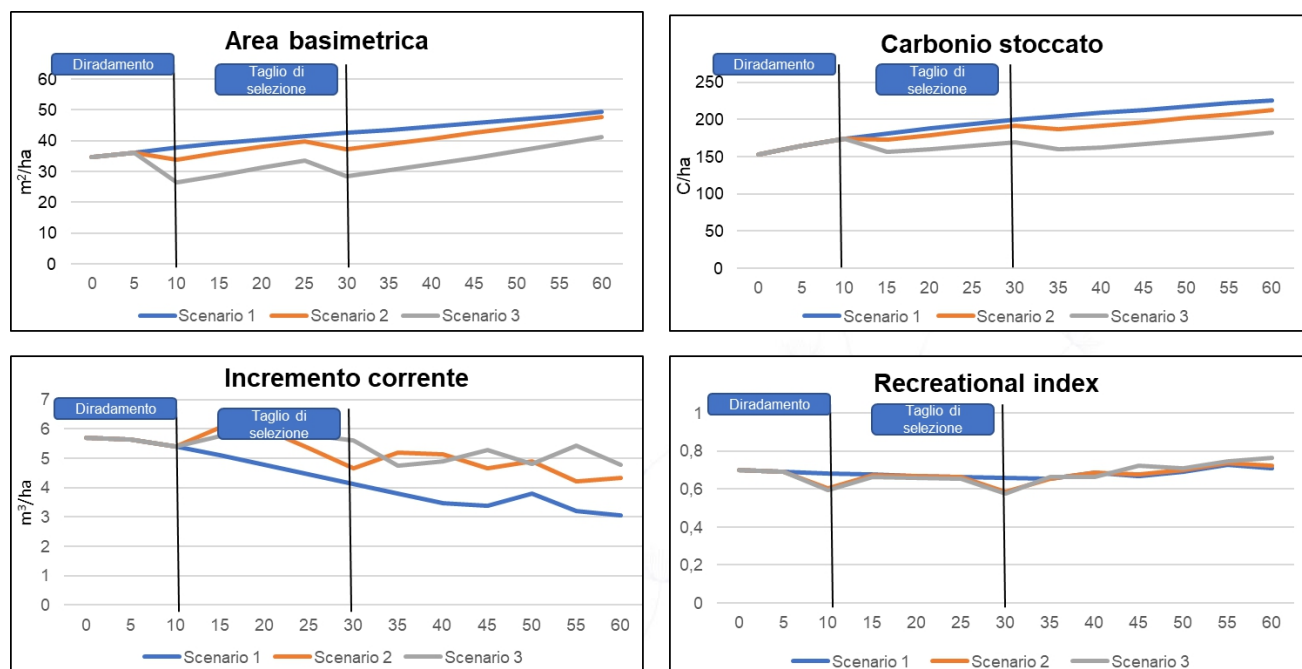 Area basimetrica
Diradamento
Taglio di
selezione
60
50
40
30
20
10
0
m²/ha
0 5 10 15 20 25 30 35 40 45 50 55 60
Scenario 1 Scenario 2 Scenario 3
Carbonio stoccato
Diradamento
Taglio di
selezione
250
200
150
100
50
0
C/ha
0 5 10 15 20 25 30 35 40 45 50 55 60
Scenario 1 Scenario 2 Scenario 3
Incremento corrente
Diradamento
Taglio di
selezione
7
6
5
4
3
2
1
0
m³/ha
0 5 10 15 20 25 30 35 40 45 50 55 60
Scenario 1 Scenario 2 Scenario 3
Recreational index
Diradamento
Taglio di
selezione
1
0,8
0,6
0,4
0,2
0
0 5 10 15 20 25 30 35 40 45 50 55 60
Scenario 1 Scenario 2 Scenario 3